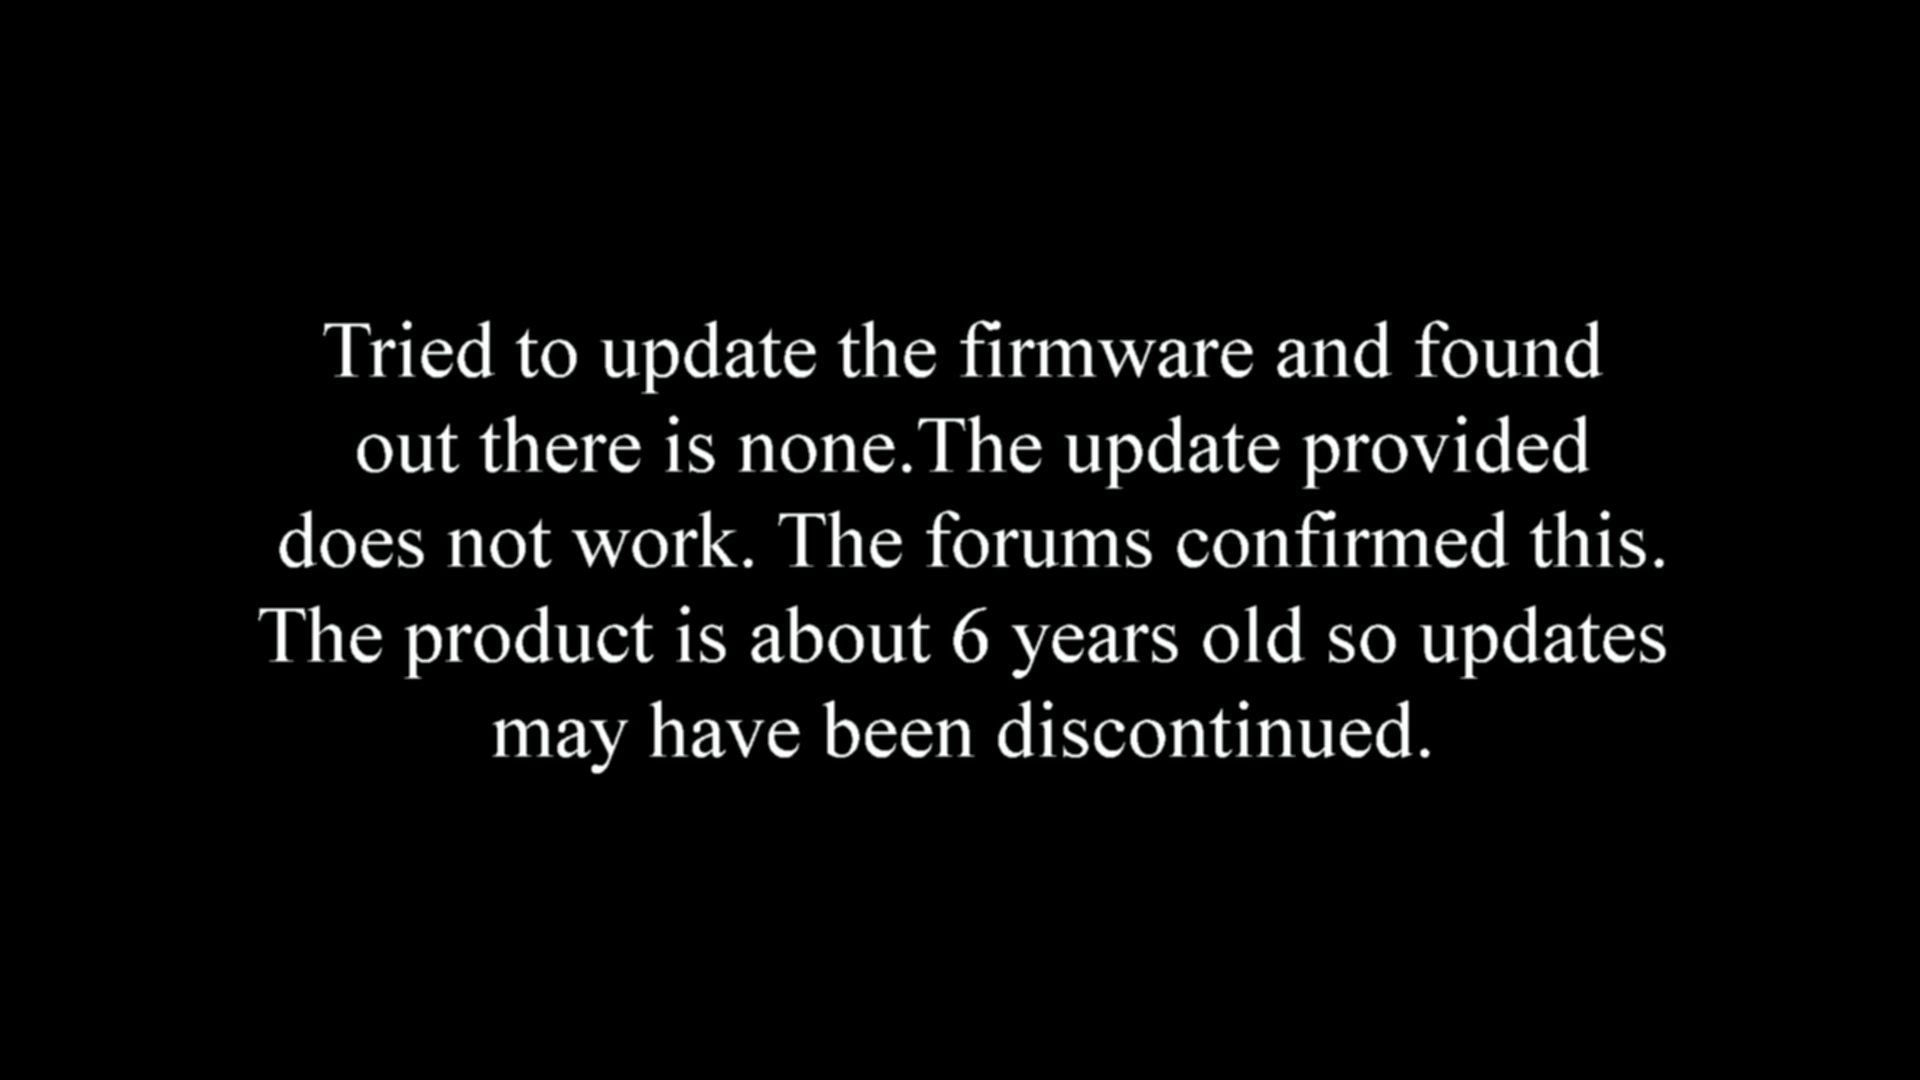 Tried to update the firmware and found
out there is none.The update provided
does not work. The forums confirmed this.
The product is about 6 years old so updates
may have been discontinued.